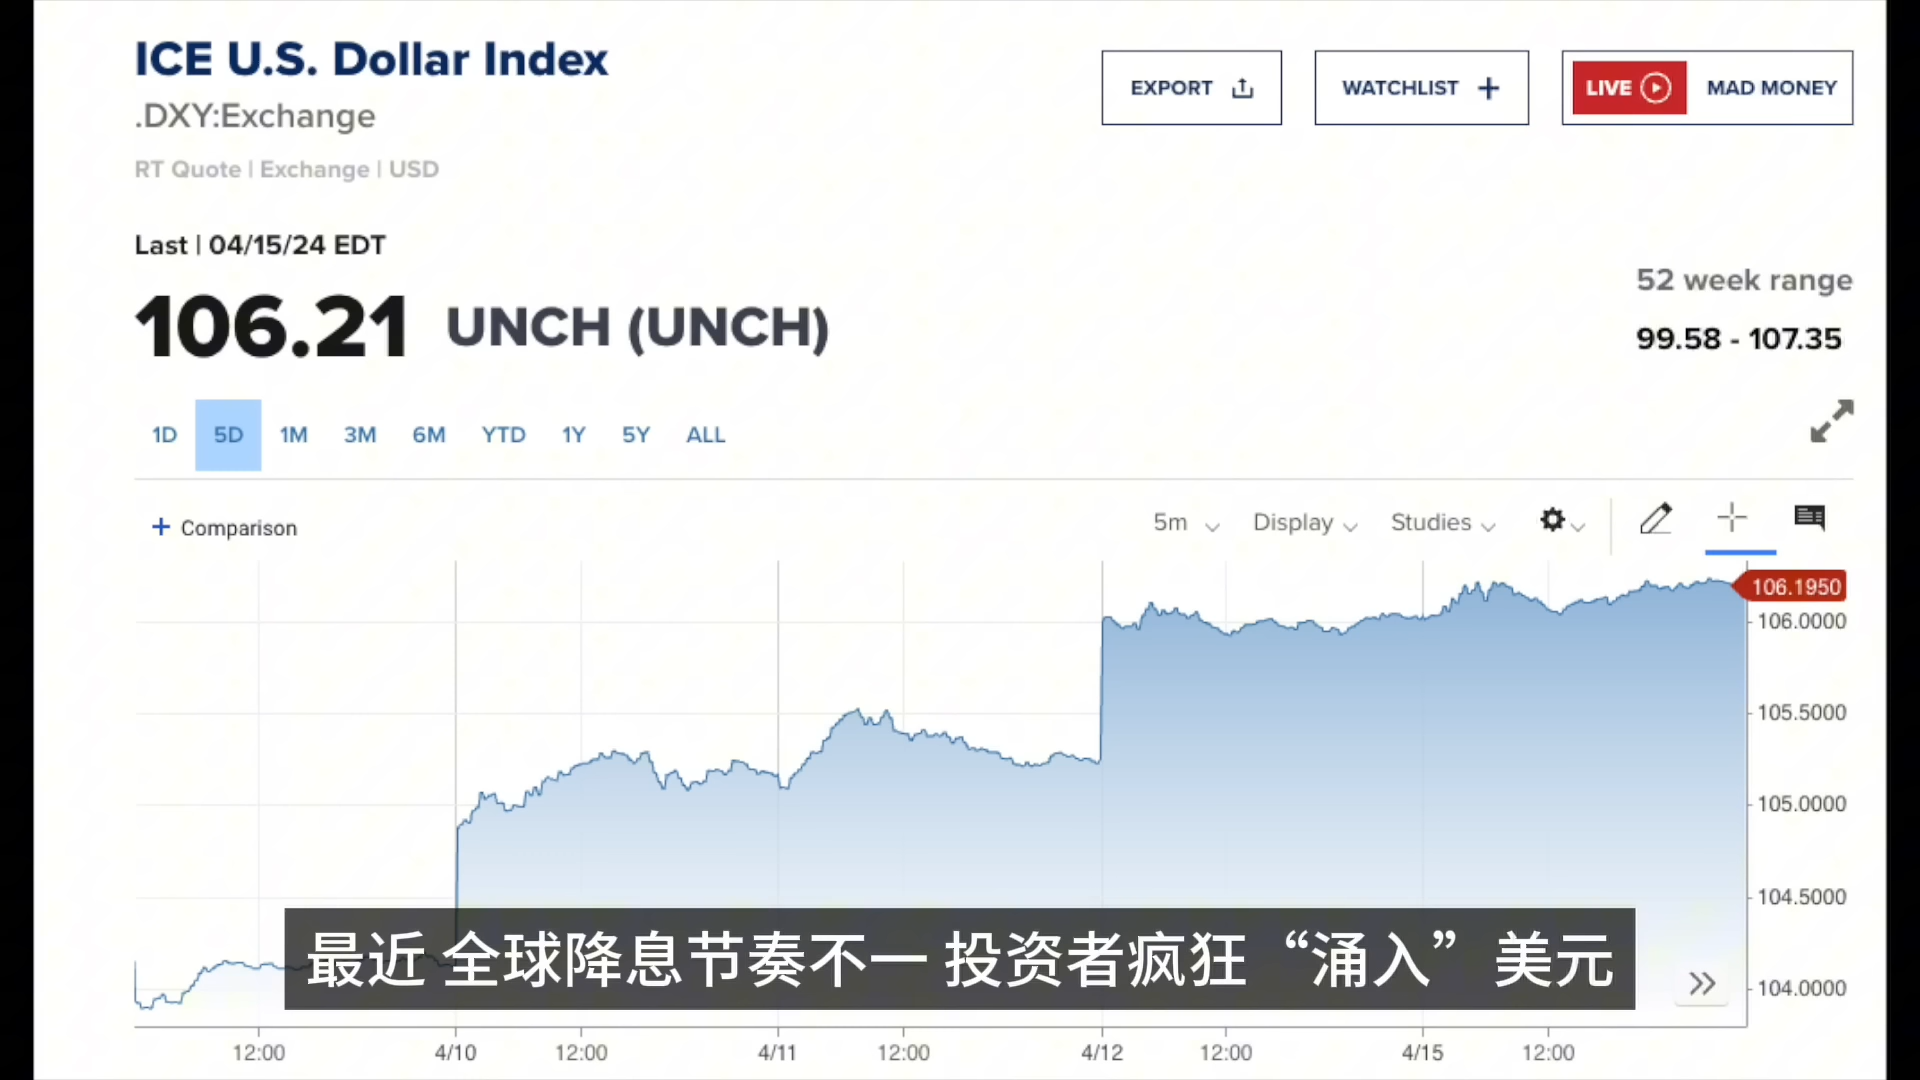 ICE U.S. Dollar Index
.DXY:Exchange
RT Quote | Exchange | USD
EXPORT
WATCHLIST
LIVE MAD MONEY
Last | 04/15/24 EDT
106.21 UNCH (UNCH)
52 week range
99.58 - 107.35
1D 5D 1M 3M 6M YTD 1Y 5Y ALL
+ Comparison
5m Display Studies
106.1950
106.0000
105.5000
105.0000
104.5000
104.0000
最近 全球降息节奏不一 投资者疯狂“涌入”美元
12:00 4/10 12:00 4/11 12:00 4/12 12:00 4/15 12:00